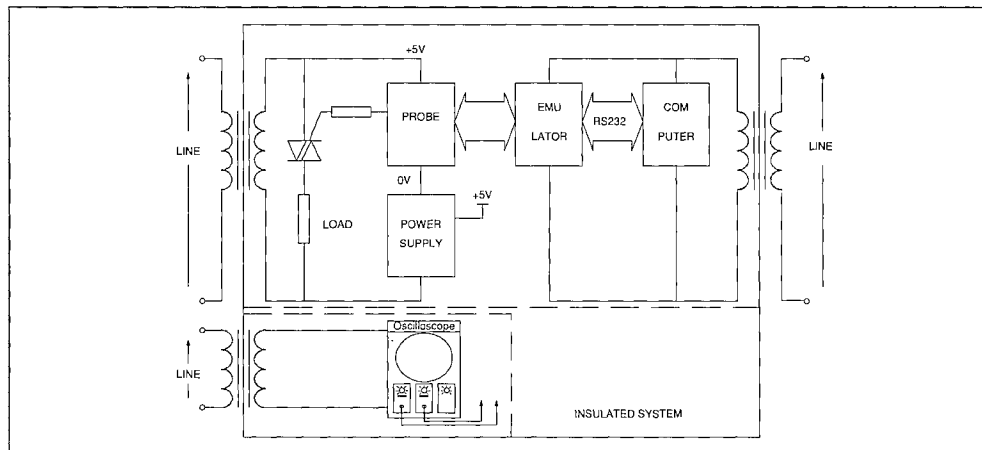 +5V
PROBE
EMU
LATOR
RS232
COM
PUTER
LINE
LINE
0V
+5V
LOAD
POWER
SUPPLY
Oscilloscope
LINE
INSULATED SYSTEM